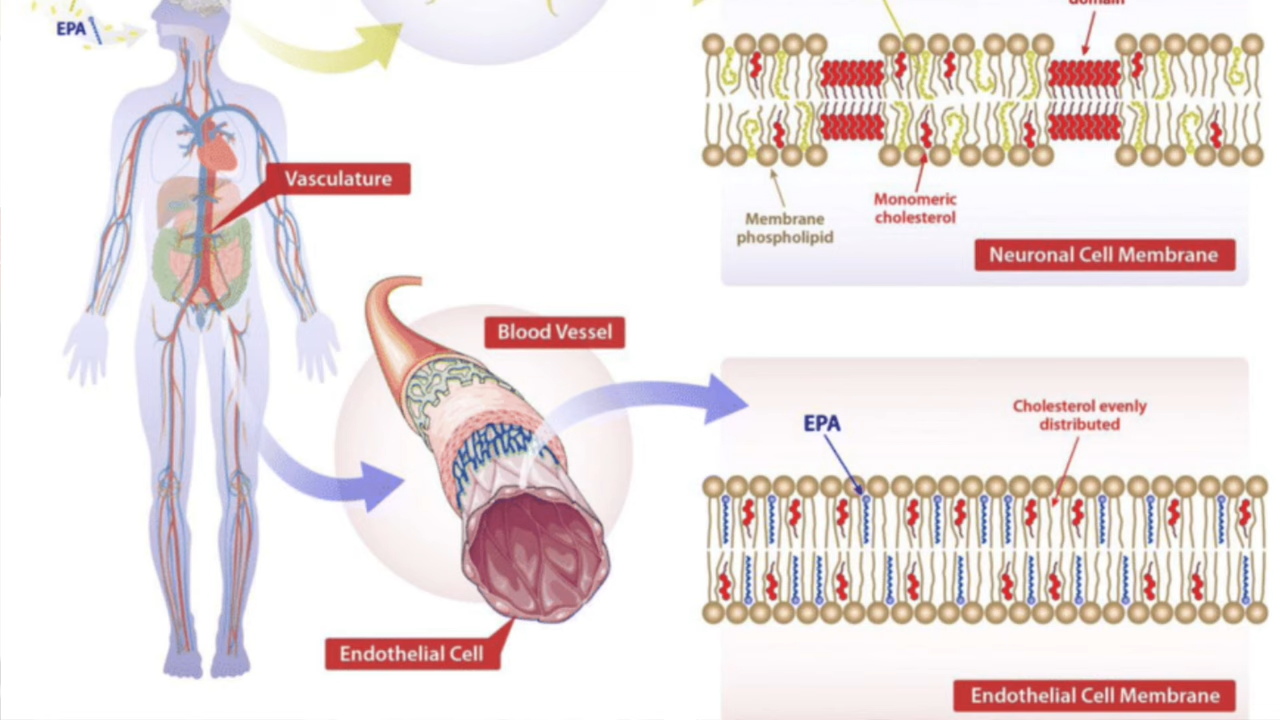 domain
EPA
Vasculature
Monomeric
cholesterol
Membrane
phospholipid
Neuronal Cell Membrane
Blood Vessel
Cholesterol evenly
distributed
EPA
Endothelial Cell
Endothelial Cell Membrane